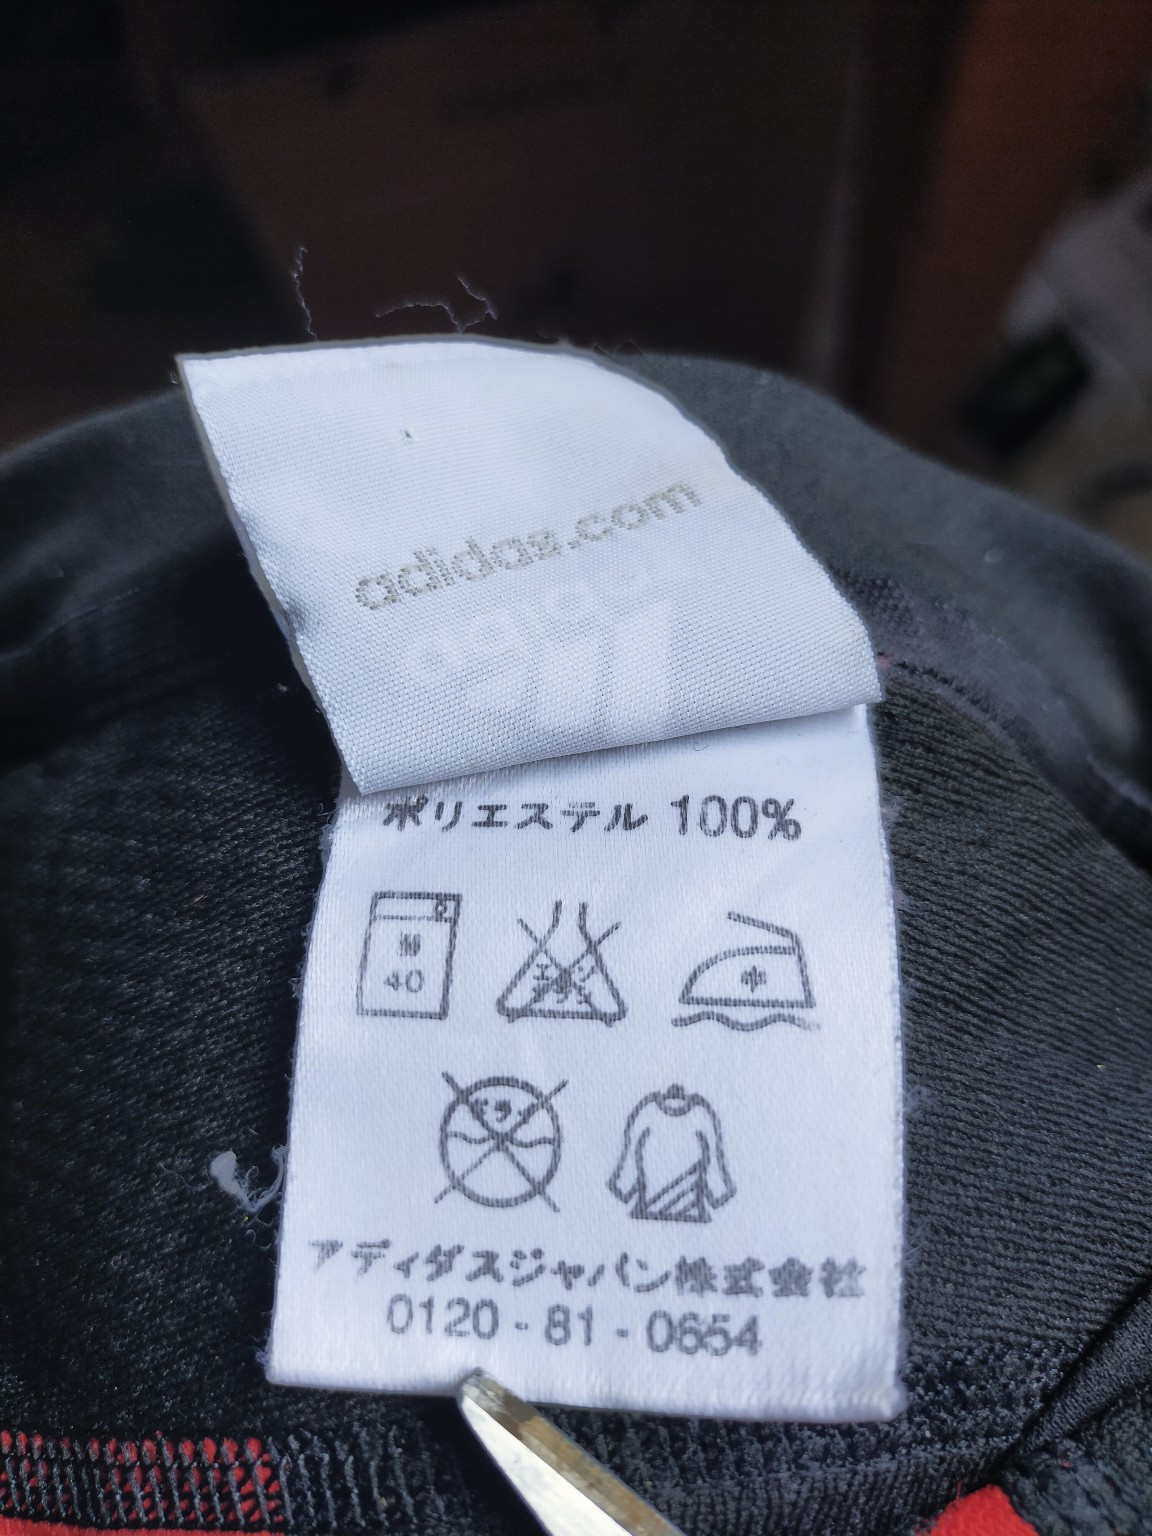 adidas.com
ポリエステル 100%
40
中
アディダスジャパン株式会社
0120-81-0654